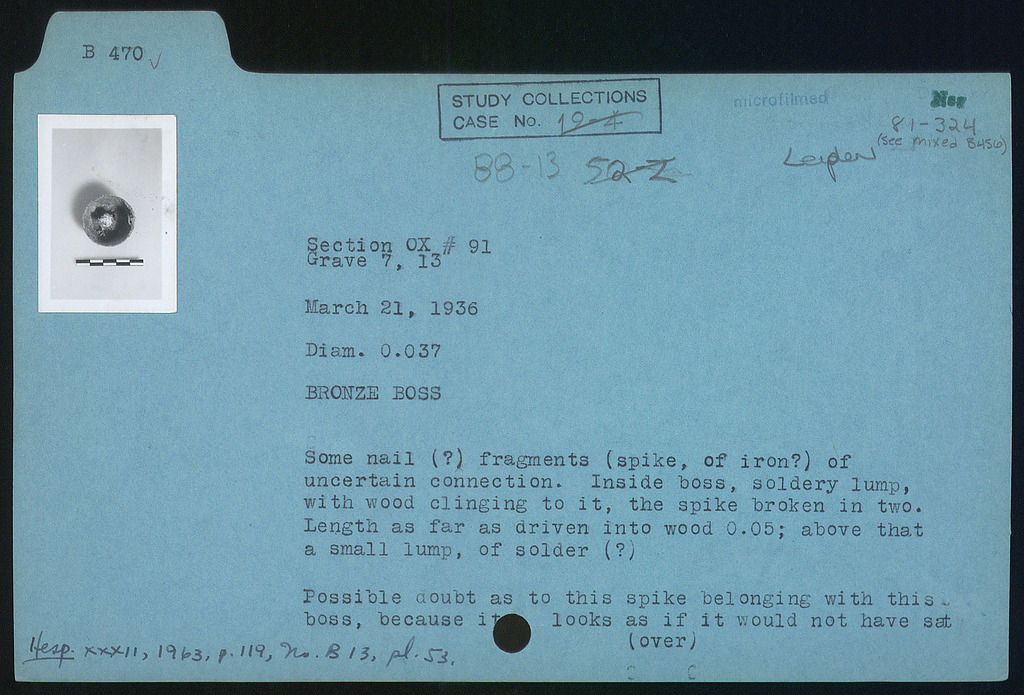 B 470 ✓
STUDY COLLECTIONS
CASE No. 19-4
microfilmed
Neg
81-324
(see mixed B456)
Leyden
88-13 52-I
Section OX # 91
Grave 7, 13
March 21, 1936
Diam. 0.037
BRONZE BOSS
Some nail (?) fragments (spike, of iron?) of
uncertain connection. Inside boss, soldery lump,
with wood clinging to it, the spike broken in two.
Length as far as driven into wood 0.05; above that
a small lump, of solder (?)
Possible doubt as to this spike belonging with this
boss, because it looks as if it would not have sat
(over)
Hesp. XXXII, 1963, p. 119, No. B 13, pl. 53.